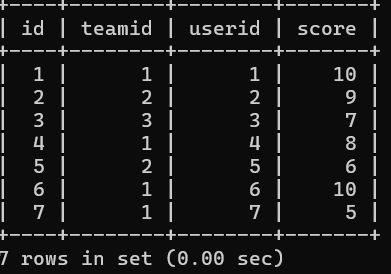 +----+--------+--------+-------+
| id | teamid | userid | score |
+----+--------+--------+-------+
|  1 |      1 |      1 |    10 |
|  2 |      2 |      2 |     9 |
|  3 |      3 |      3 |     7 |
|  4 |      1 |      4 |     8 |
|  5 |      2 |      5 |     6 |
|  6 |      1 |      6 |    10 |
|  7 |      1 |      7 |     5 |
+----+--------+--------+-------+
7 rows in set (0.00 sec)